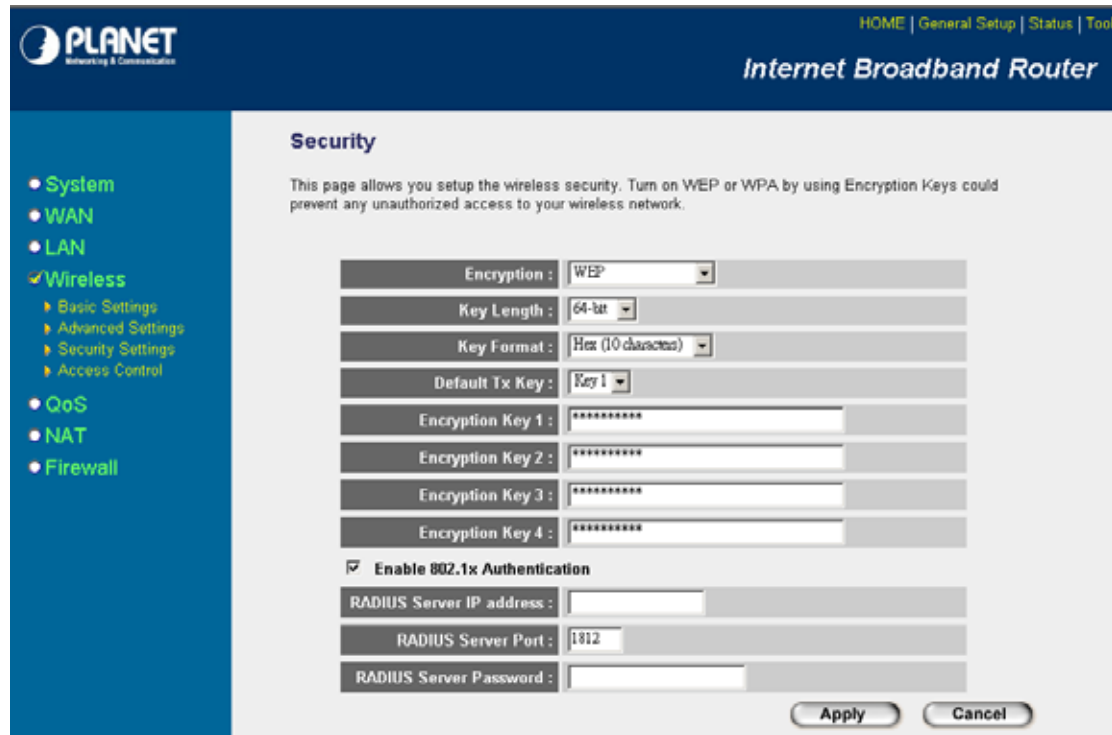 PLANET
Networking & Communication
HOME | General Setup | Status | Tool
Internet Broadband Router
System
WAN
LAN
Wireless
Basic Settings
Advanced Settings
Security Settings
Access Control
QoS
NAT
Firewall
Security
This page allows you setup the wireless security. Turn on WEP or WPA by using Encryption Keys could
prevent any unauthorized access to your wireless network.
Encryption : WEP
Key Length : 64-bit
Key Format : Hex (10 characters)
Default Tx Key : Key 1
Encryption Key 1 : **********
Encryption Key 2 : **********
Encryption Key 3 : **********
Encryption Key 4 : **********
Enable 802.1x Authentication
RADIUS Server IP address :
RADIUS Server Port : 1812
RADIUS Server Password :
Apply Cancel